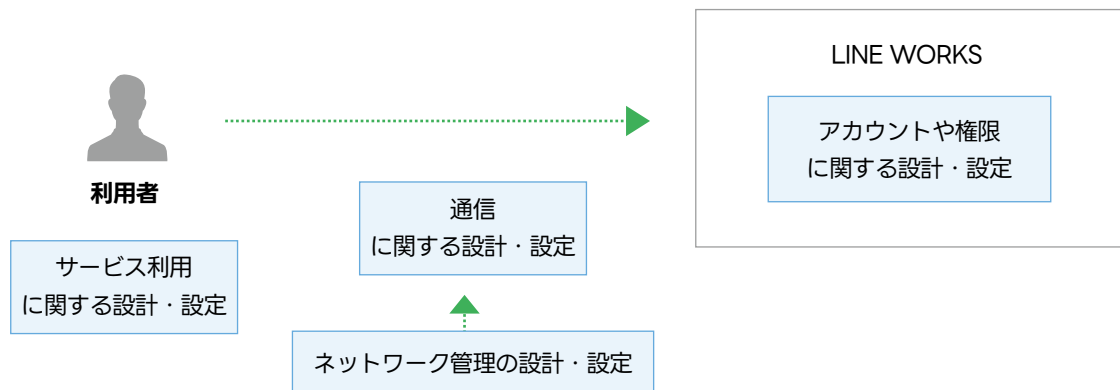 LINE WORKS
アカウントや権限
に関する設計・設定
利用者
通信
に関する設計・設定
サービス利用
に関する設計・設定
ネットワーク管理の設計・設定